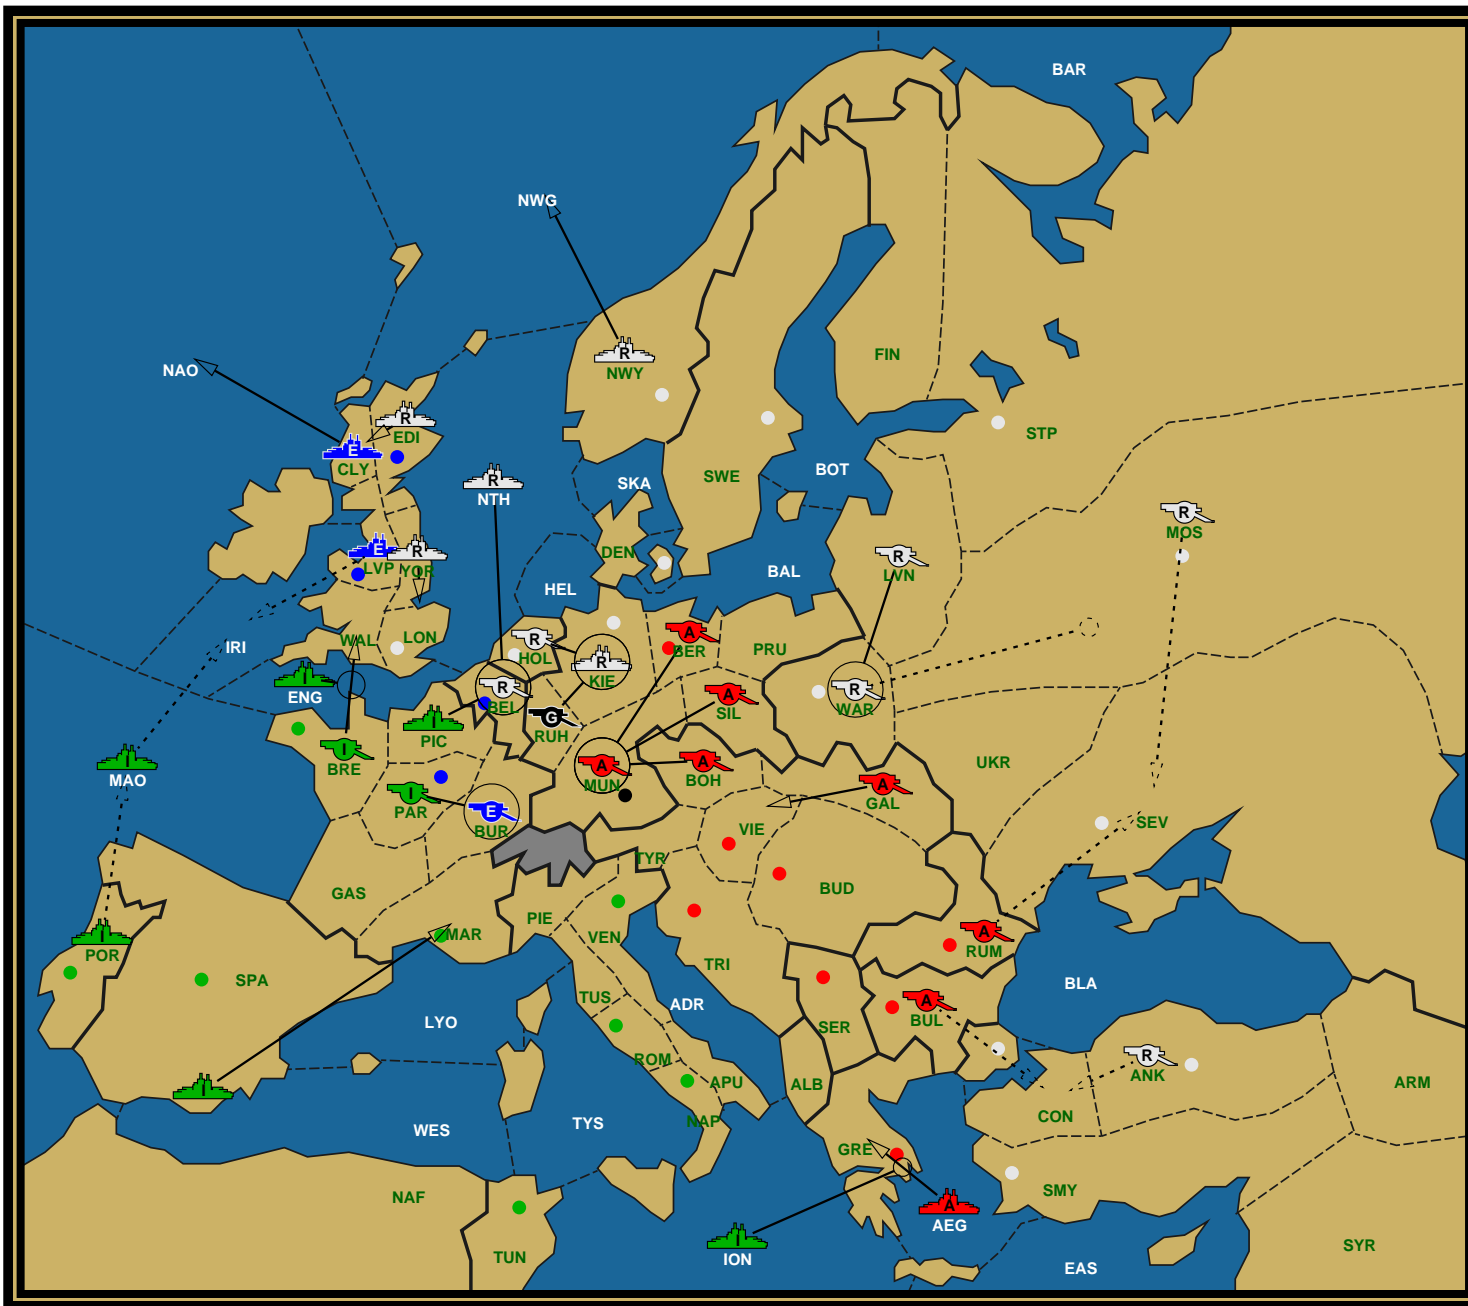 BAR
NWG
R
NWY
FIN
NAO
R
EDI
STP
E
CLY
R
NTH
SKA
SWE
BOT
R
MOS
E
LVP
R
YOR
DEN
R
LVN
HEL
BAL
IRI
WAL
LON
R
HOL
A
BER
PRU
R
KIE
I
ENG
R
BEL
A
SIL
R
WAR
I
PIC
G
RUH
I
BRE
I
MAO
A
MUN
A
BOH
UKR
A
GAL
I
PAR
E
BUR
VIE
SEV
TYR
GAS
BUD
PIE
I
POR
MAR
VEN
A
RUM
SPA
TRI
BLA
TUS
ADR
A
BUL
LYO
SER
ROM
R
ANK
I
APU
ALB
ARM
CON
NAP
WES
TYS
GRE
NAF
SMY
A
AEG
I
ION
TUN
SYR
EAS